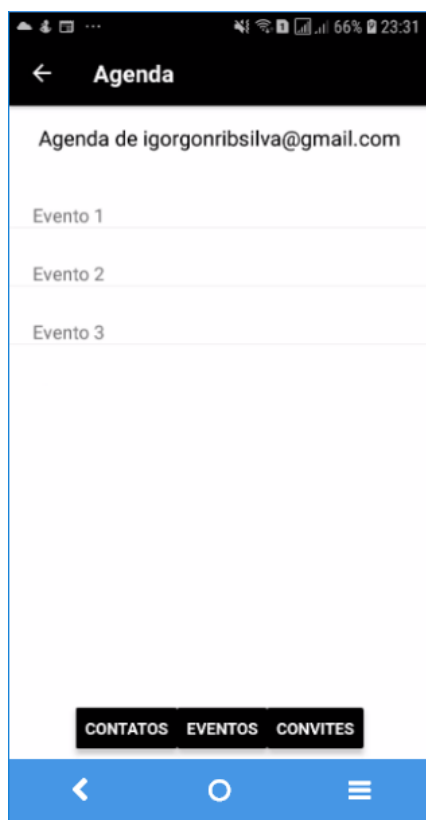 66% 23:31
Agenda
Agenda de igorgonribsilva@gmail.com
Evento 1
Evento 2
Evento 3
CONTATOS EVENTOS CONVITES